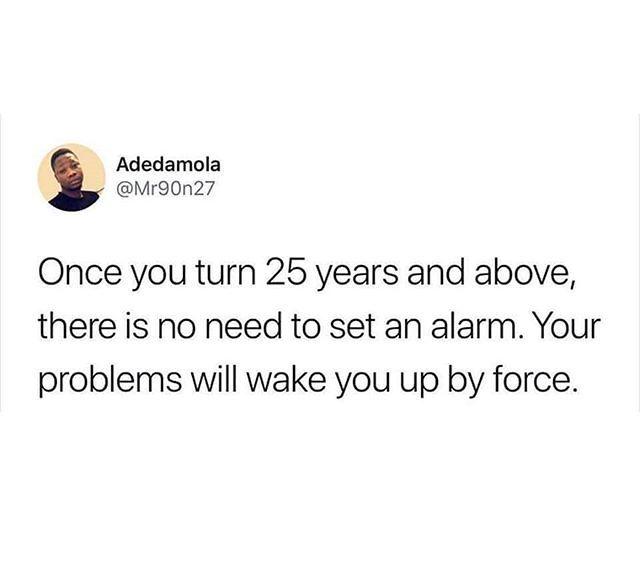 Adedamola
@Mr90n27
Once you turn 25 years and above,
there is no need to set an alarm. Your
problems will wake you up by force.